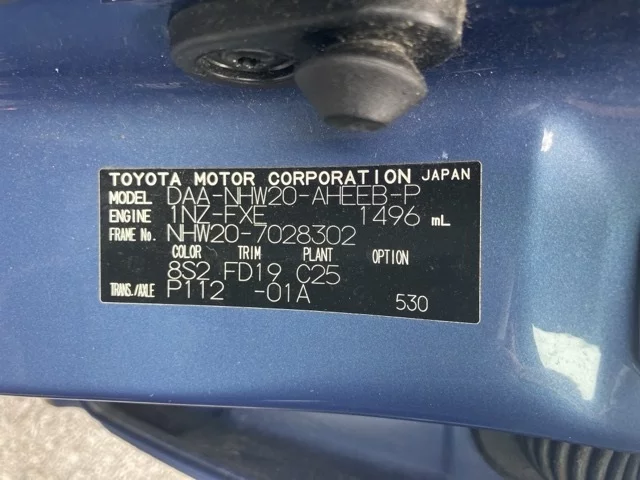 TOYOTA MOTOR CORPORATION JAPAN
MODEL DAA-NHW20-AHEEB-P
ENGINE 1NZ-FXE 1496 mL
FRAME No. NHW20-7028302
COLOR TRIM PLANT OPTION
8S2 FD19 C25
TRANS./AXLE P112 -01A 530